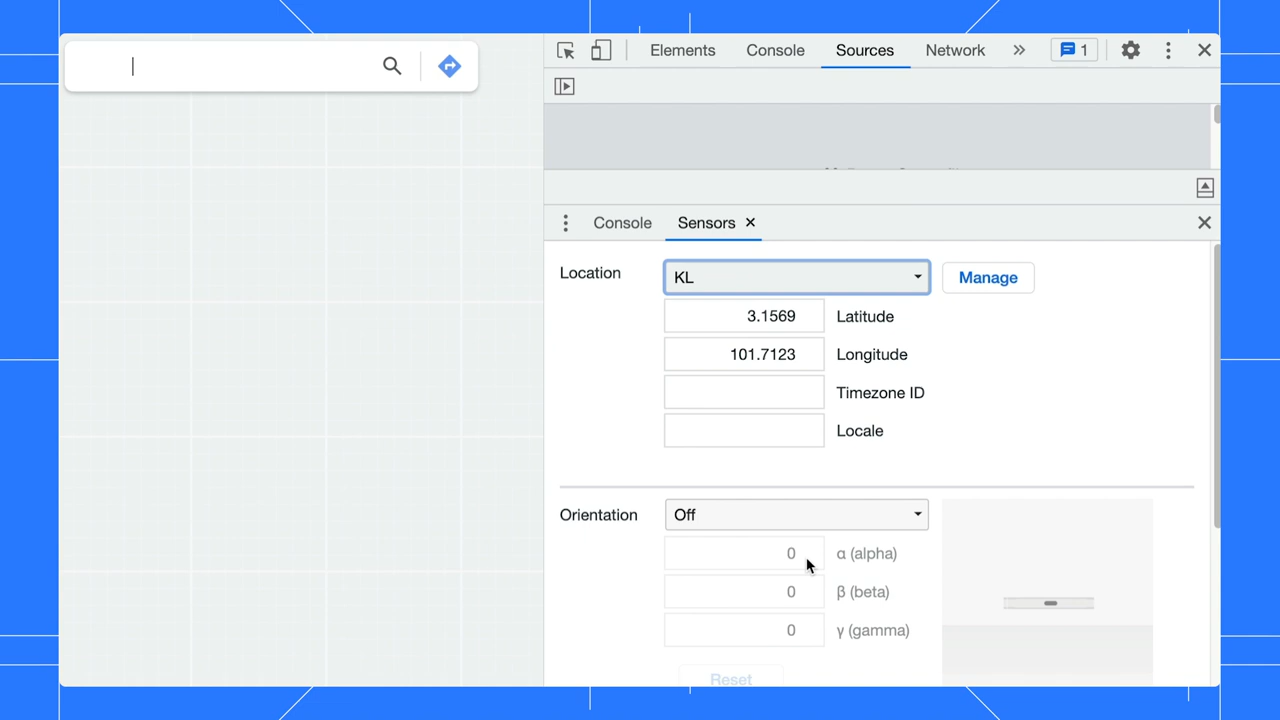 Elements Console Sources Network 1
Console Sensors
Location KL Manage
3.1569 Latitude
101.7123 Longitude
Timezone ID
Locale
Orientation Off
0 α (alpha)
0 β (beta)
0 γ (gamma)
Reset